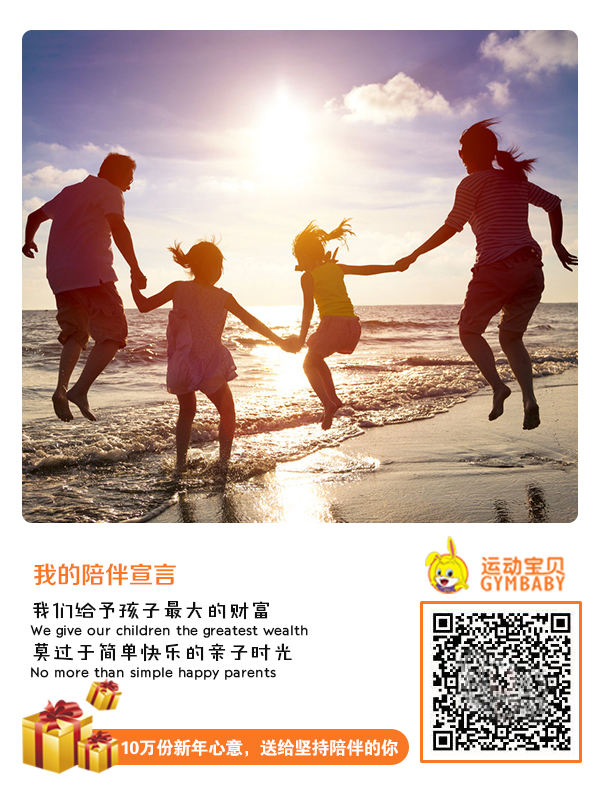 我的陪伴宣言
运动宝贝
GYMBABY
我们给予孩子最大的财富
We give our children the greatest wealth
莫过于简单快乐的亲子时光
No more than simple happy parents
10万份新年心意，送给坚持陪伴的你